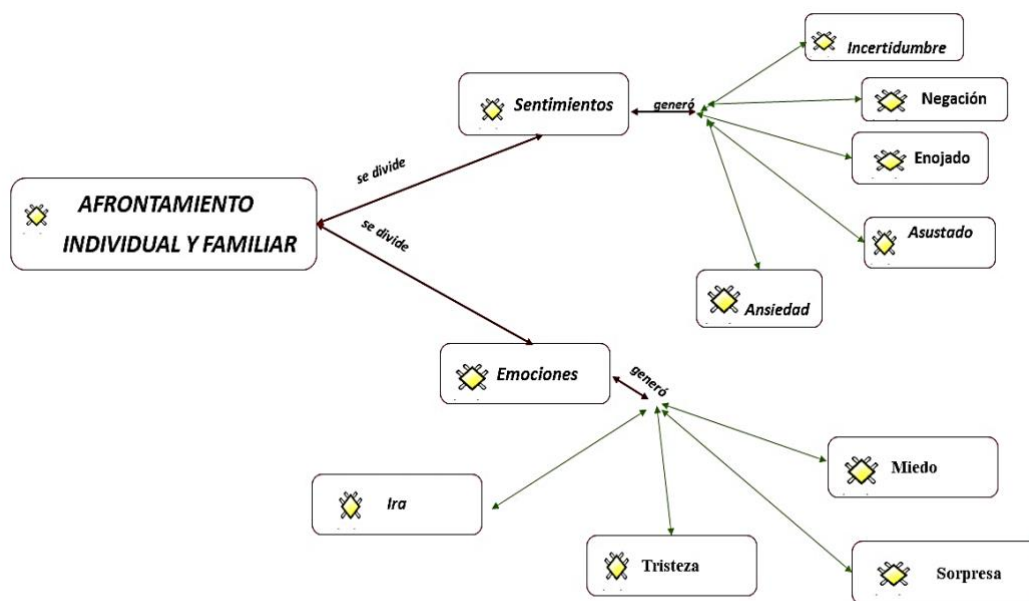 AFRONTAMIENTO
INDIVIDUAL Y FAMILIAR
se divide
se divide
Sentimientos
generó
Incertidumbre
Negación
Enojado
Asustado
Ansiedad
Emociones
generó
Ira
Tristeza
Miedo
Sorpresa